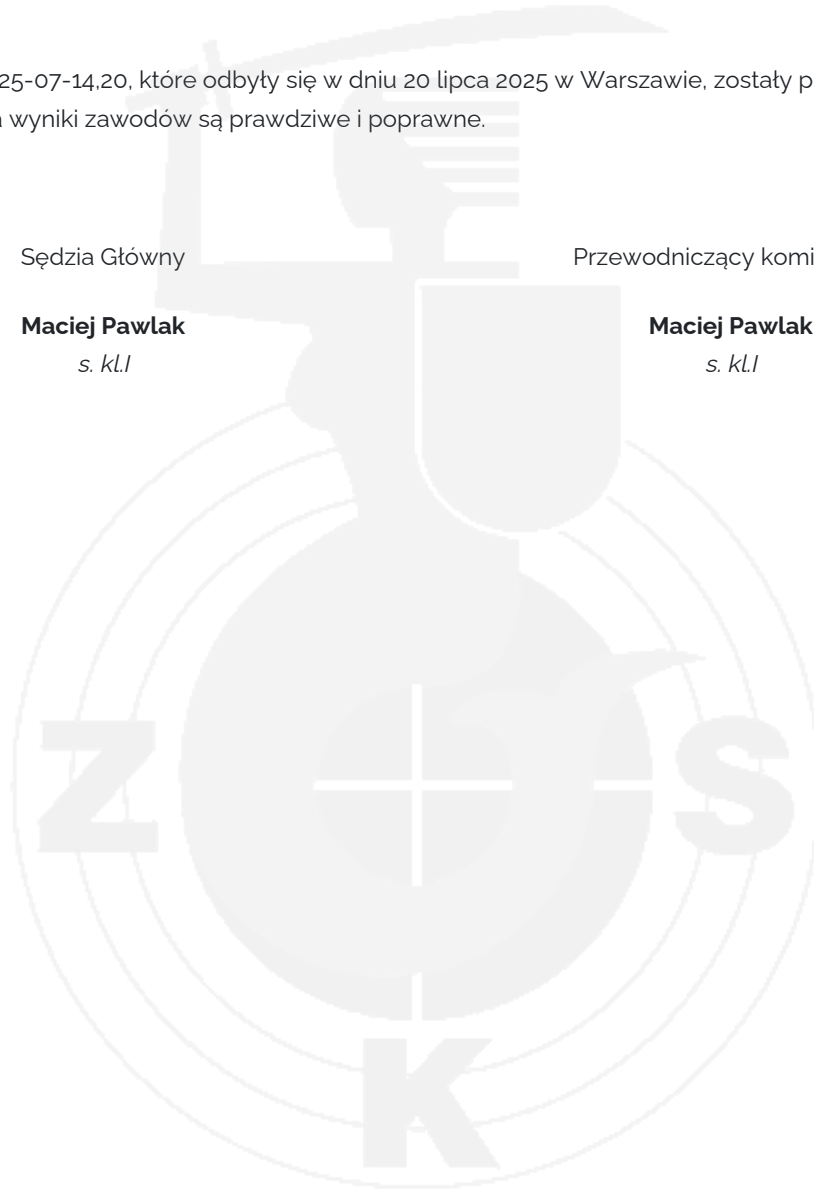 25-07-14,20, które odbyły się w dniu 20 lipca 2025 w Warszawie, zostały p
wyniki zawodów są prawdziwe i poprawne.
Sędzia Główny
Przewodniczący komi
Maciej Pawlak
Maciej Pawlak
s. kl.I
s. kl.I
Z
S
K